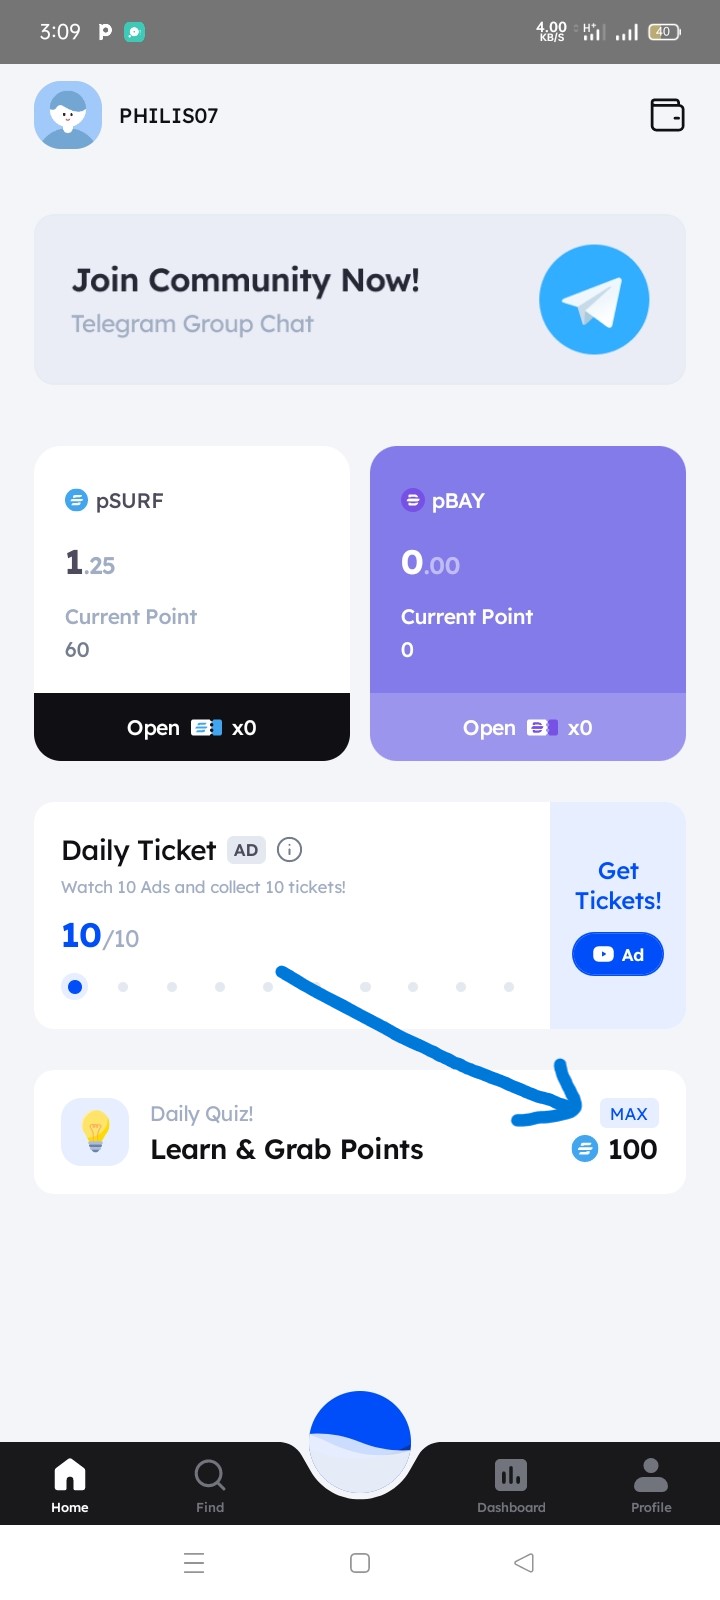 3:09
4.00
KB/S
H+
40
PHILIS07
Join Community Now!
Telegram Group Chat
pSURF
1.25
Current Point
60
Open x0
pBAY
0.00
Current Point
0
Open x0
Daily Ticket AD
Watch 10 Ads and collect 10 tickets!
10/10
Get
Tickets!
Ad
Daily Quiz!
Learn & Grab Points
MAX
100
Home
Find
Dashboard
Profile